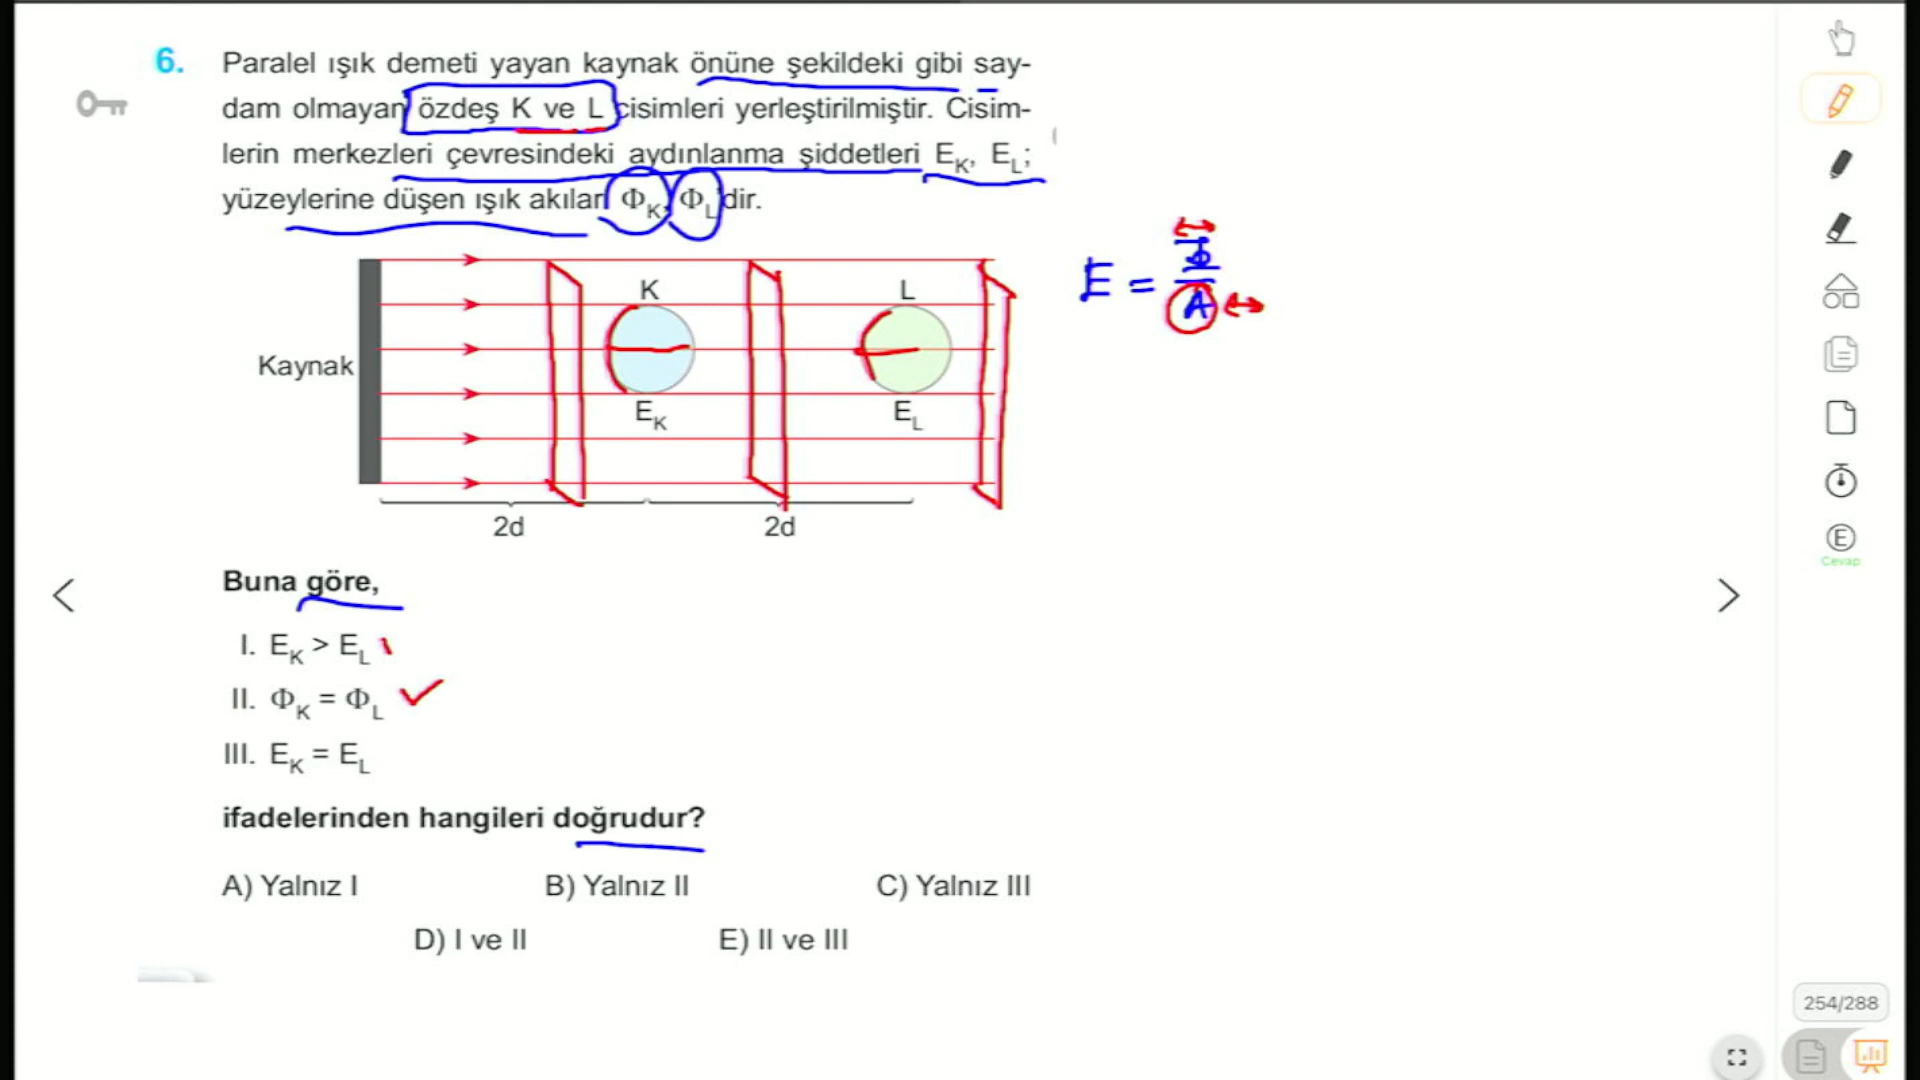 6. Paralel ışık demeti yayan kaynak önüne şekildeki gibi say-
dam olmayan özdeş K ve L cisimleri yerleştirilmiştir. Cisim-
lerin merkezleri çevresindeki aydınlanma şiddetleri E_K, E_L;
yüzeylerine düşen ışık akıları Φ_K, Φ_L'dir.
E = Φ/A
K L
Kaynak
E_K E_L
2d 2d
Buna göre,
I. E_K > E_L
II. Φ_K = Φ_L
III. E_K = E_L
ifadelerinden hangileri doğrudur?
A) Yalnız I B) Yalnız II C) Yalnız III
D) I ve II E) II ve III
E
Cevap
254/288